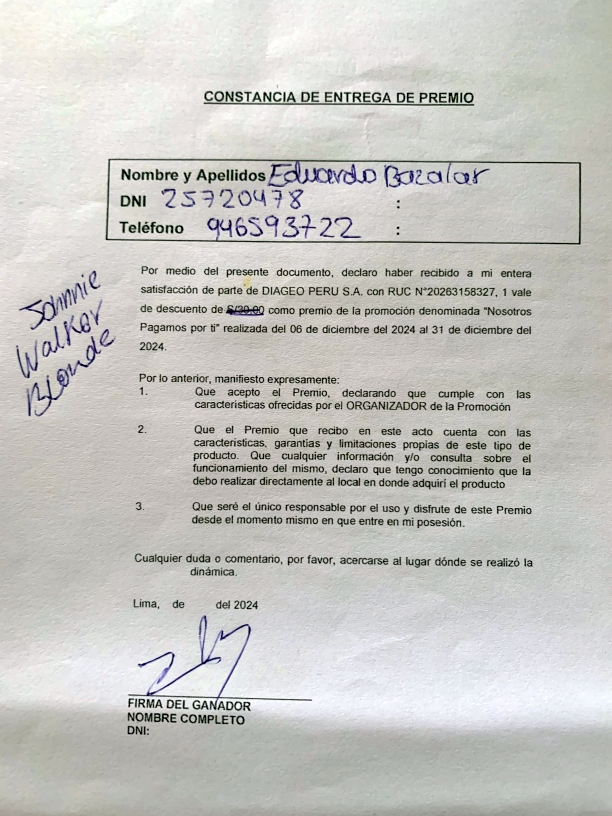 CONSTANCIA DE ENTREGA DE PREMIO
Nombre y Apellidos Eduardo Bazalar
DNI 25720478 :
Teléfono 946593722 :
Johnnie
Walker
Blonde
Por medio del presente documento, declaro haber recibido a mi entera
satisfacción de parte de DIAGEO PERU S.A. con RUC N°20263158327, 1 vale
de descuento de S/30.00 como premio de la promoción denominada "Nosotros
Pagamos por ti" realizada del 06 de diciembre del 2024 al 31 de diciembre del
2024.
Por lo anterior, manifiesto expresamente:
1. Que acepto el Premio, declarando que cumple con las
características ofrecidas por el ORGANIZADOR de la Promoción
2. Que el Premio que recibo en este acto cuenta con las
características, garantías y limitaciones propias de este tipo de
producto. Que cualquier información y/o consulta sobre el
funcionamiento del mismo, declaro que tengo conocimiento que la
debo realizar directamente al local en donde adquirí el producto
3. Que seré el único responsable por el uso y disfrute de este Premio
desde el momento mismo en que entre en mi posesión.
Cualquier duda o comentario, por favor, acercarse al lugar dónde se realizó la
dinámica.
Lima, de del 2024
FIRMA DEL GANADOR
NOMBRE COMPLETO
DNI: